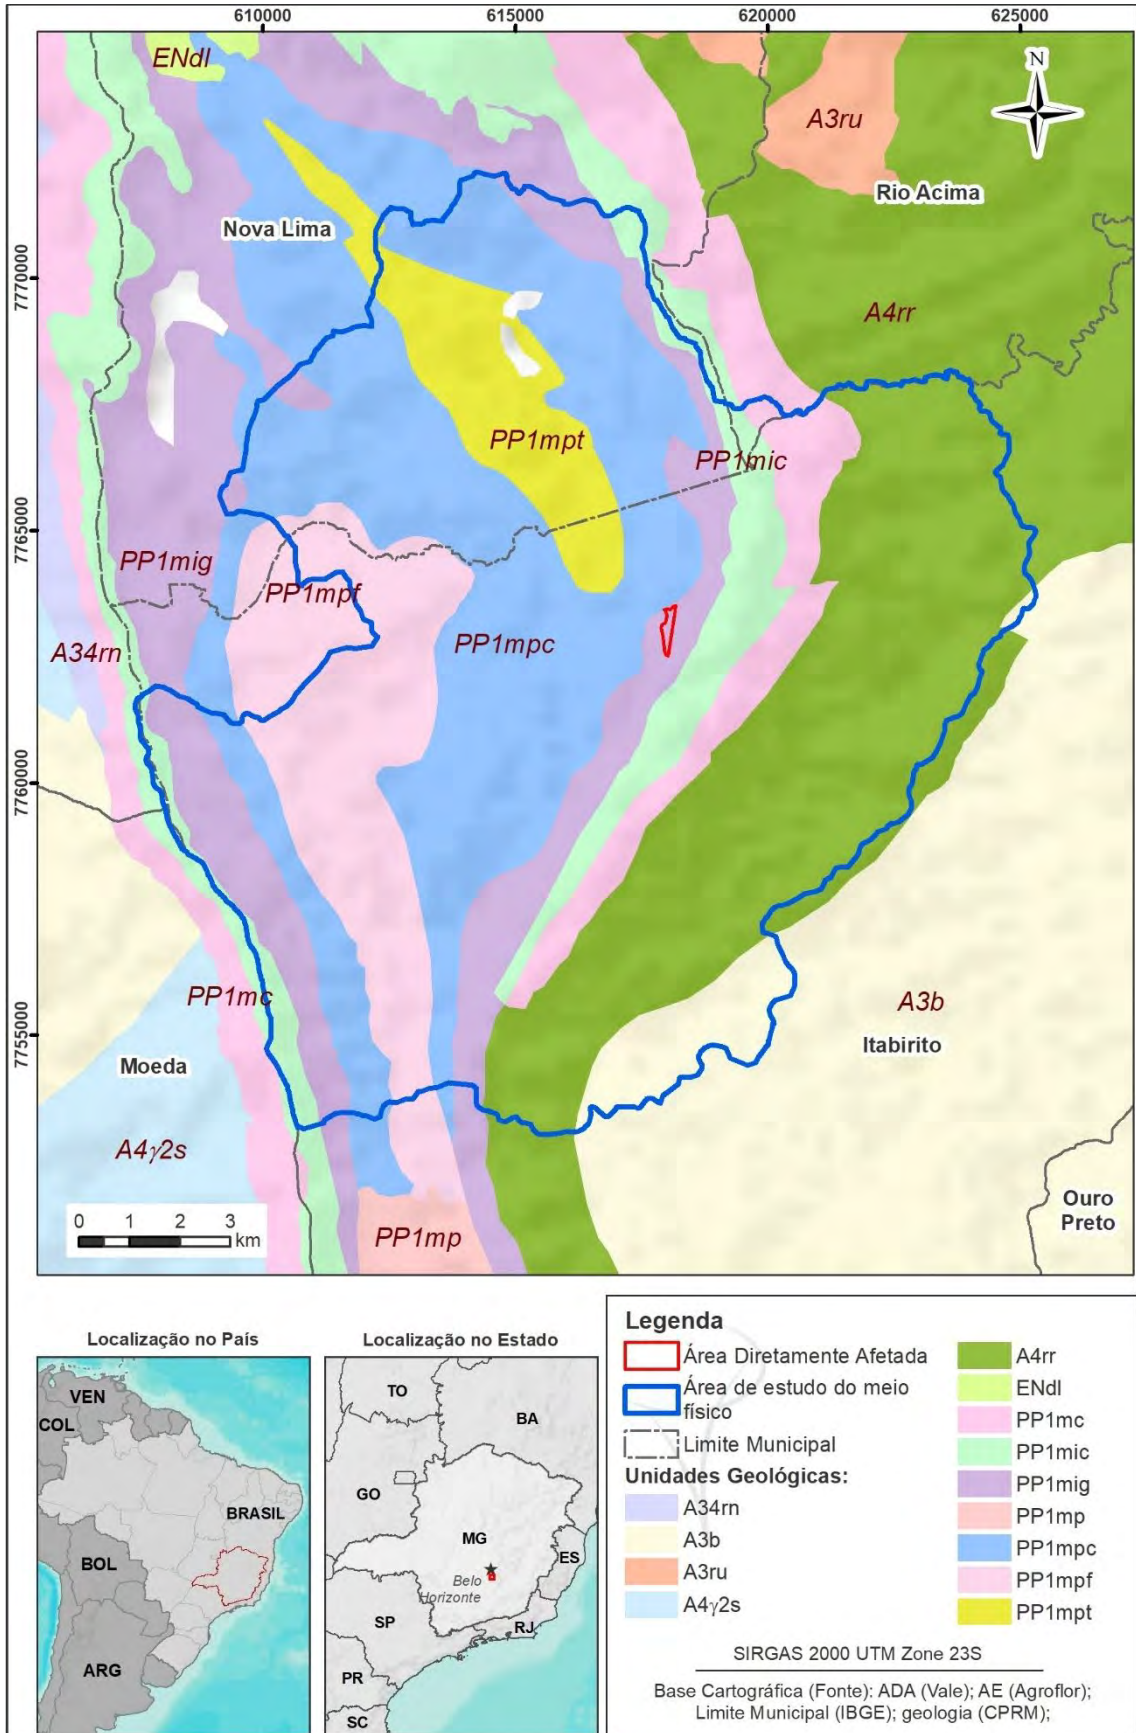 610000
615000
620000
625000
ENdl
N
A3ru
Rio Acima
Nova Lima
7770000
A4rr
PP1mpt
PP1mic
7765000
PP1mig
PP1mpf
PP1mpc
A34rn
7760000
PP1mc
A3b
7755000
Itabirito
Moeda
A4γ2s
Ouro
Preto
0 1 2 3
km
PP1mp
Localização no País
VEN
COL
BRASIL
BOL
ARG
Localização no Estado
TO
BA
GO
MG
ES
Belo
Horizonte
SP
RJ
PR
SC
Legenda
Área Diretamente Afetada
Área de estudo do meio
físico
Limite Municipal
Unidades Geológicas:
A34rn
A3b
A3ru
A4γ2s
A4rr
ENdl
PP1mc
PP1mic
PP1mig
PP1mp
PP1mpc
PP1mpf
PP1mpt
SIRGAS 2000 UTM Zone 23S
Base Cartográfica (Fonte): ADA (Vale); AE (Agroflor);
Limite Municipal (IBGE); geologia (CPRM);